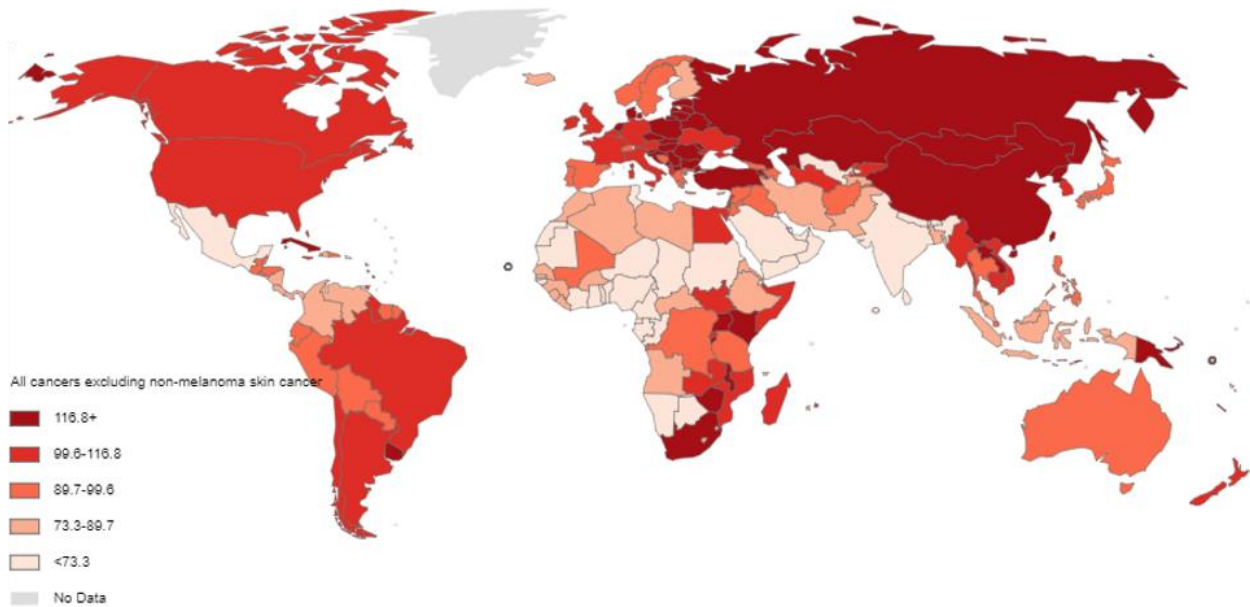 All cancers excluding non-melanoma skin cancer
116.8+
99.6-116.8
89.7-99.6
73.3-89.7
<73.3
No Data